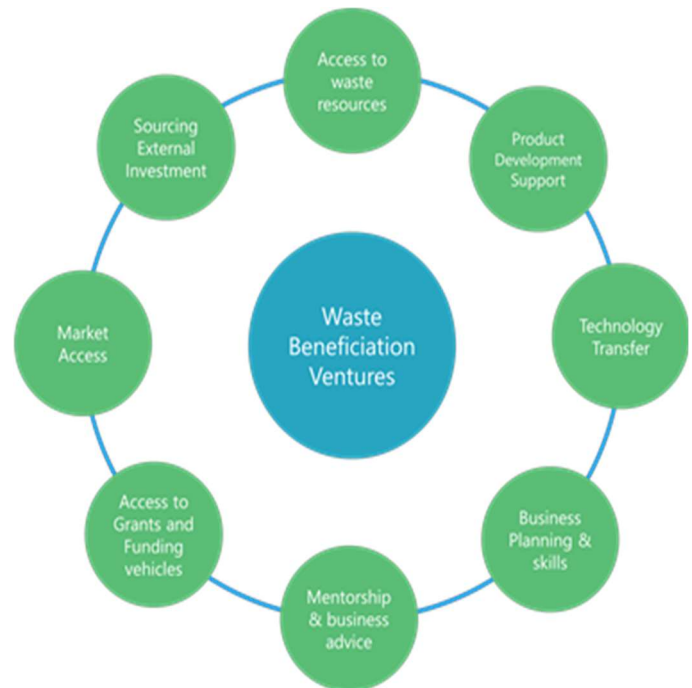 Access to
waste
resources
Product
Development
Support
Technology
Transfer
Business
Planning &
skills
Mentorship
& business
advice
Access to
Grants and
Funding
vehicles
Market
Access
Sourcing
External
Investment
Waste
Beneficiation
Ventures